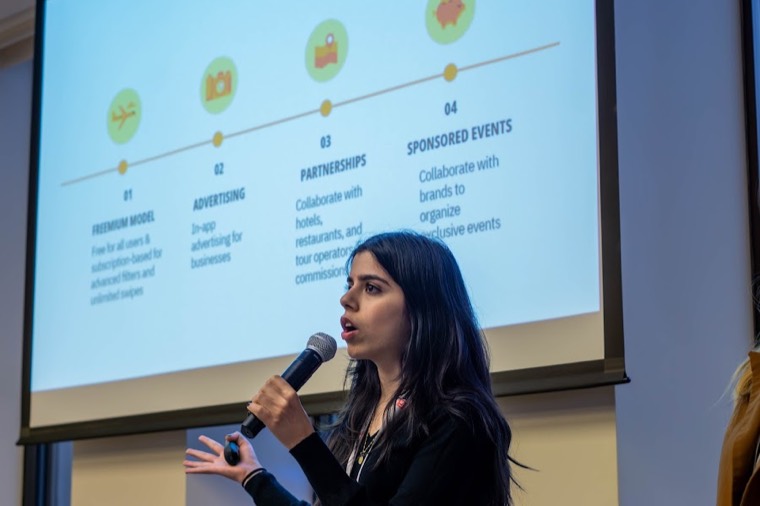 01
FREEMIUM MODEL
Free for all users &
subscription-based for
advanced filters and
unlimited swipes
02
ADVERTISING
In-app
advertising for
businesses
03
PARTNERSHIPS
Collaborate with
hotels,
restaurants, and
tour operators
commission
04
SPONSORED EVENTS
Collaborate with
brands to
organize
exclusive events